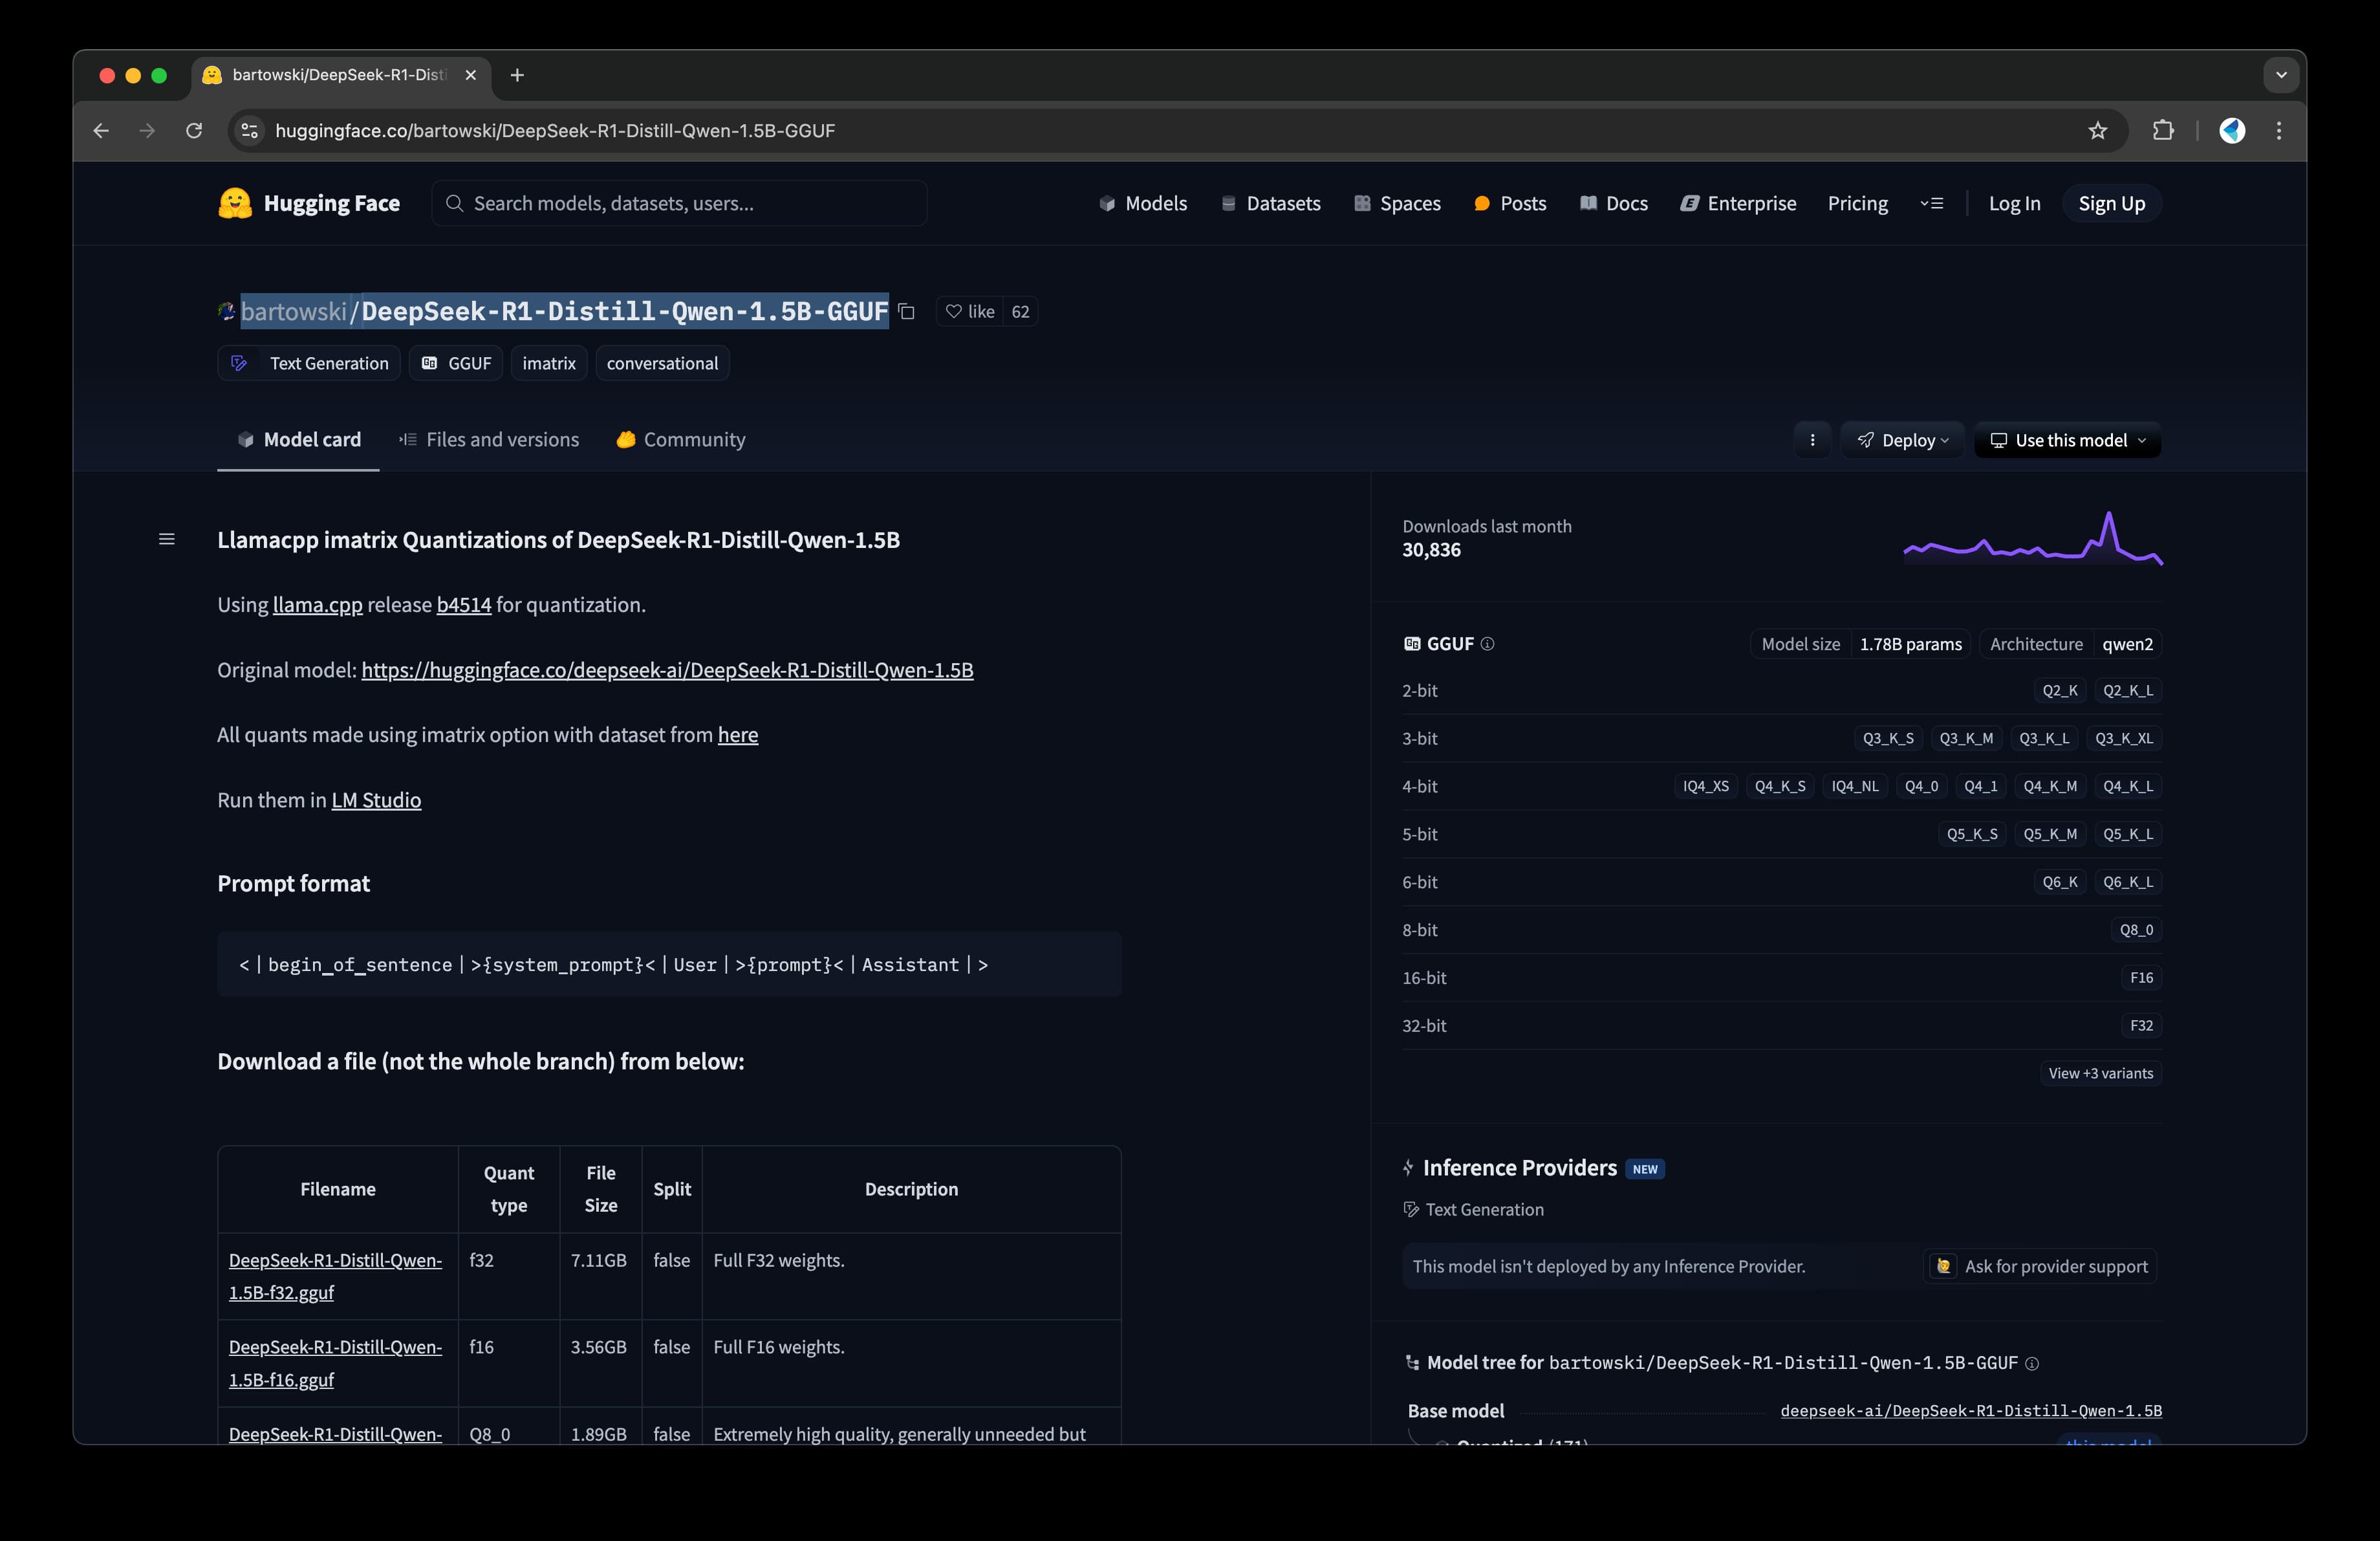 bartowski/DeepSeek-R1-Disti
huggingface.co/bartowski/DeepSeek-R1-Distill-Qwen-1.5B-GGUF
Hugging Face
Search models, datasets, users...
Models
Datasets
Spaces
Posts
Docs
Enterprise
Pricing
Log In
Sign Up
bartowski/DeepSeek-R1-Distill-Qwen-1.5B-GGUF
like 62
Text Generation
GGUF
imatrix
conversational
Model card
Files and versions
Community
Deploy
Use this model
Llamacpp imatrix Quantizations of DeepSeek-R1-Distill-Qwen-1.5B
Using llama.cpp release b4514 for quantization.
Original model: https://huggingface.co/deepseek-ai/DeepSeek-R1-Distill-Qwen-1.5B
All quants made using imatrix option with dataset from here
Run them in LM Studio
Prompt format
<|begin_of_sentence|>{system_prompt}<|User|>{prompt}<|Assistant|>
Download a file (not the whole branch) from below:
Filename Quant type File Size Split Description
DeepSeek-R1-Distill-Qwen-1.5B-f32.gguf f32 7.11GB false Full F32 weights.
DeepSeek-R1-Distill-Qwen-1.5B-f16.gguf f16 3.56GB false Full F16 weights.
DeepSeek-R1-Distill-Qwen- Q8_0 1.89GB false Extremely high quality, generally unneeded but
Downloads last month
30,836
GGUF
Model size 1.78B params
Architecture qwen2
2-bit Q2_K Q2_K_L
3-bit Q3_K_S Q3_K_M Q3_K_L Q3_K_XL
4-bit IQ4_XS Q4_K_S IQ4_NL Q4_0 Q4_1 Q4_K_M Q4_K_L
5-bit Q5_K_S Q5_K_M Q5_K_L
6-bit Q6_K Q6_K_L
8-bit Q8_0
16-bit F16
32-bit F32
View +3 variants
Inference Providers NEW
Text Generation
This model isn't deployed by any Inference Provider.
Ask for provider support
Model tree for bartowski/DeepSeek-R1-Distill-Qwen-1.5B-GGUF
Base model deepseek-ai/DeepSeek-R1-Distill-Qwen-1.5B
Quantized (171) this model